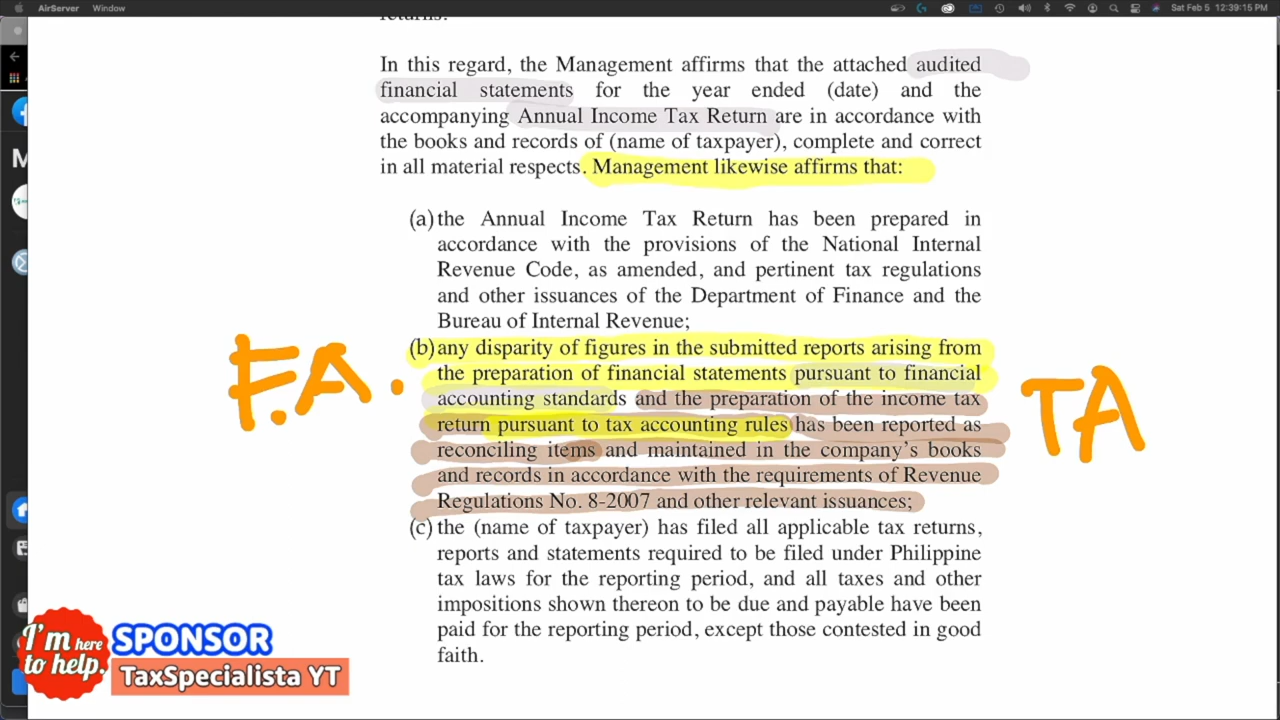 AirServer Window Sat Feb 5 12:39:15 PM
returns.
In this regard, the Management affirms that the attached audited
financial statements for the year ended (date) and the
accompanying Annual Income Tax Return are in accordance with
the books and records of (name of taxpayer), complete and correct
in all material respects. Management likewise affirms that:
(a) the Annual Income Tax Return has been prepared in
accordance with the provisions of the National Internal
Revenue Code, as amended, and pertinent tax regulations
and other issuances of the Department of Finance and the
Bureau of Internal Revenue;
(b) any disparity of figures in the submitted reports arising from
the preparation of financial statements pursuant to financial
accounting standards and the preparation of the income tax
return pursuant to tax accounting rules has been reported as
reconciling items and maintained in the company's books
and records in accordance with the requirements of Revenue
Regulations No. 8-2007 and other relevant issuances;
(c) the (name of taxpayer) has filed all applicable tax returns,
reports and statements required to be filed under Philippine
tax laws for the reporting period, and all taxes and other
impositions shown thereon to be due and payable have been
paid for the reporting period, except those contested in good
faith.
F.A.
TA
M
I'm here
to help.
SPONSOR
TaxSpecialista YT